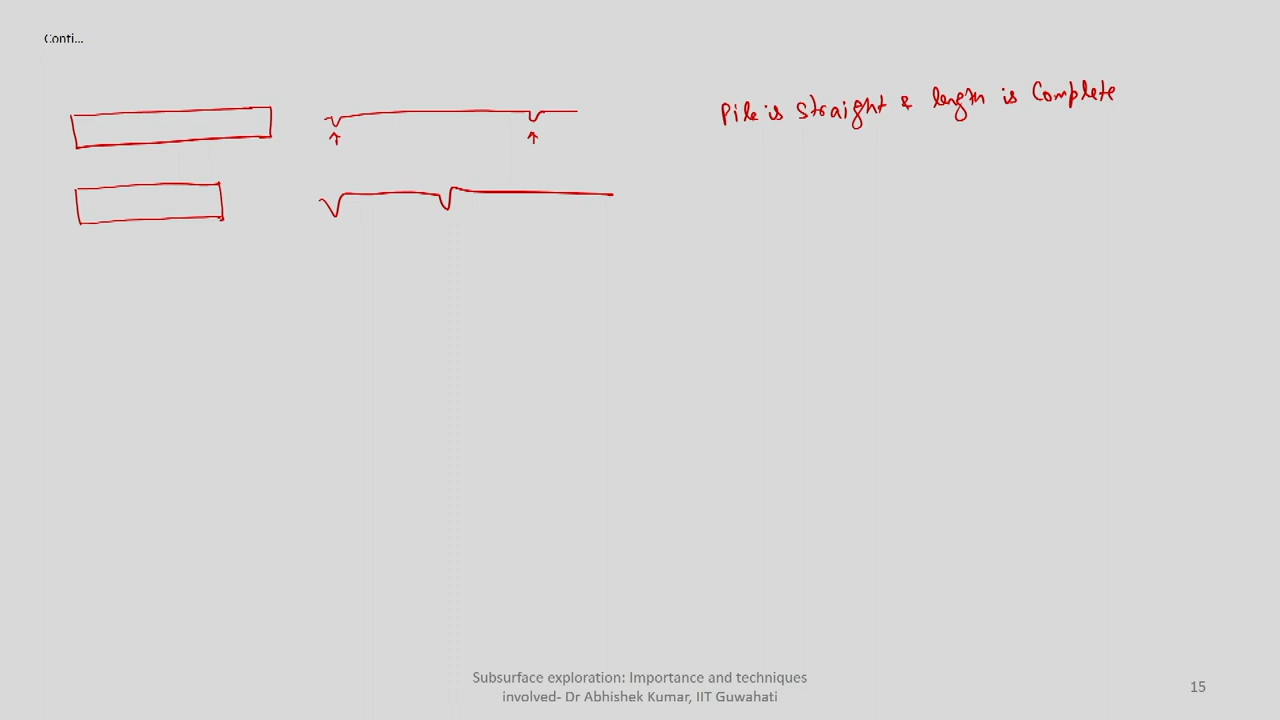 Conti...
Pile is straight & length is Complete
Subsurface exploration: Importance and techniques
involved- Dr Abhishek Kumar, IIT Guwahati
15